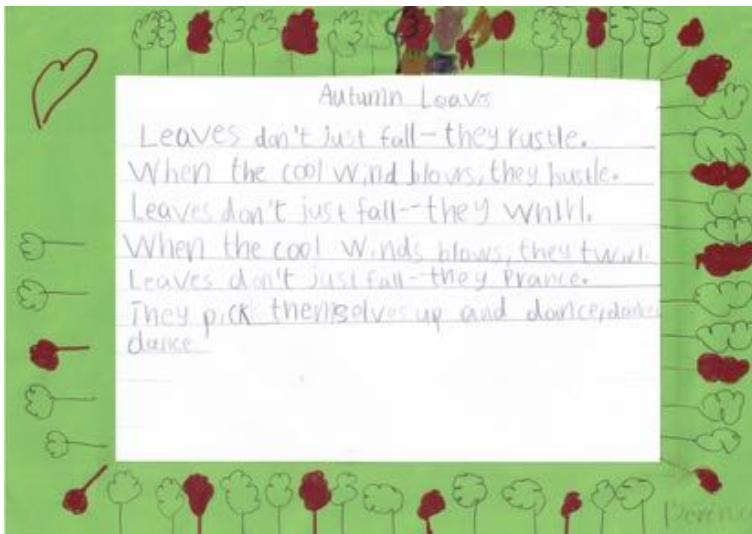 Autumn Leaves
Leaves don't just fall—they rustle.
When the cool wind blows, they bustle.
Leaves don't just fall--they whirl.
When the cool winds blows, they twirl.
Leaves don't just fall--they prance.
They pick themselves up and dance, dance
dance